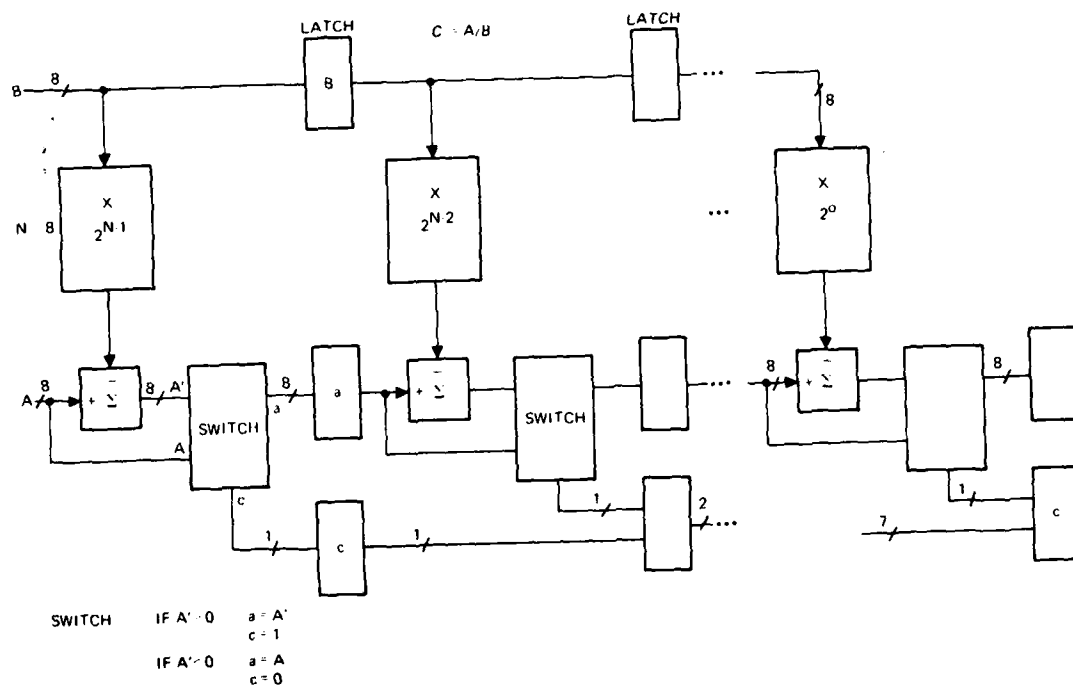 LATCH
C = A/B
LATCH
B 8
B
...
8
N 8
X
2^N-1
X
2^N-2
...
X
2^0
A 8
+ Σ −
8 A'
A
SWITCH
8
a
c
a
+ Σ −
SWITCH
...
8
+ Σ −
8
1
c
1
1
2
...
7
1
c
SWITCH IF A' 0 a = A'
c = 1
IF A' 0 a = A
c = 0